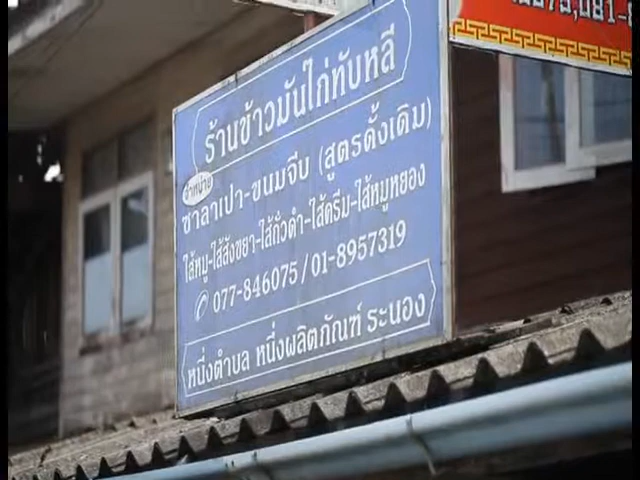 ร้านข้าวมันไก่ทับหลี
จำหน่าย
ซาลาเปา-ขนมจีบ (สูตรดั้งเดิม)
ไส้หมู-ไส้สังขยา-ไส้ถั่วดำ-ไส้ครีม-ไส้หมูหยอง
077-846075/01-8957319
หนึ่งตำบล หนึ่งผลิตภัณฑ์ ระนอง